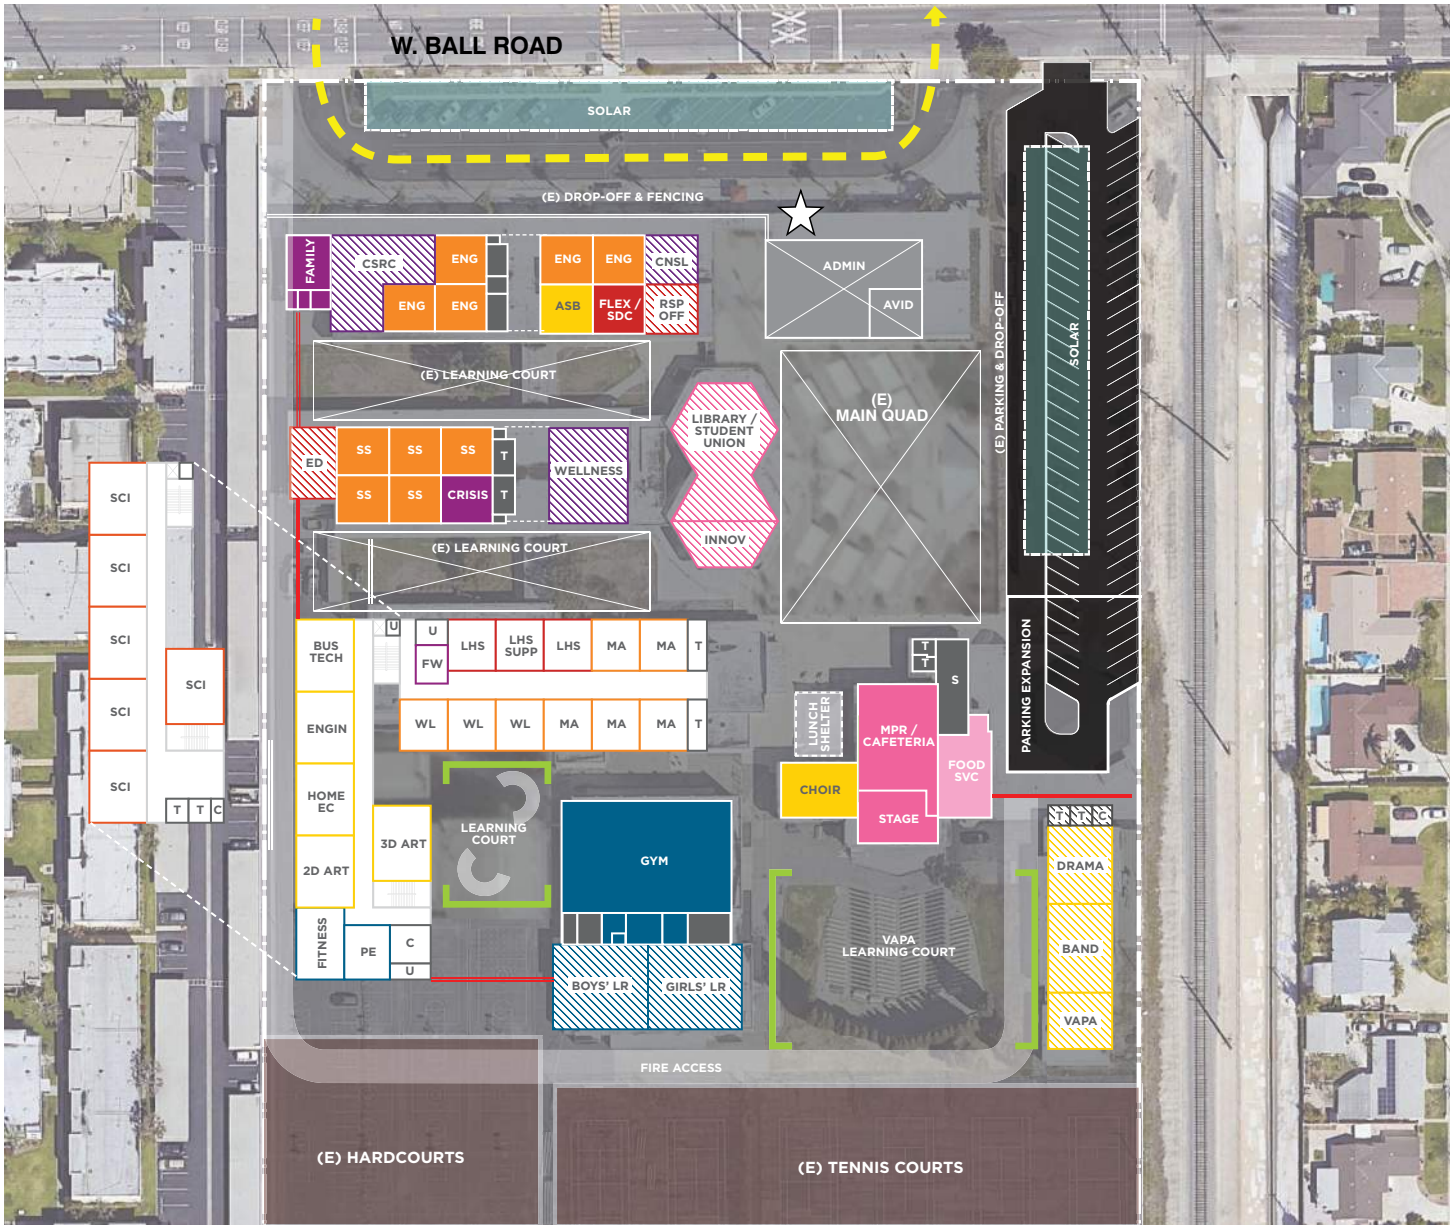 W. BALL ROAD
SOLAR
(E) DROP-OFF & FENCING
FAMILY
CSRC
ENG
ENG
ENG
CNSL
ADMIN
ENG
ENG
ASB
FLEX /
SDC
RSP
OFF
AVID
(E) PARKING & DROP-OFF
SOLAR
(E) LEARNING COURT
(E)
MAIN QUAD
LIBRARY /
STUDENT
UNION
ED
SS
SS
SS
T
WELLNESS
SS
SS
CRISIS
T
INNOV
(E) LEARNING COURT
SCI
SCI
SCI
SCI
SCI
SCI
T
T
C
BUS
TECH
U
U
FW
LHS
LHS
SUPP
LHS
MA
MA
T
ENGIN
WL
WL
WL
MA
MA
MA
T
HOME
EC
2D ART
3D ART
LEARNING
COURT
FITNESS
PE
C
U
GYM
BOYS' LR
GIRLS' LR
T
T
S
LUNCH
SHELTER
MPR /
CAFETERIA
FOOD
SVC
CHOIR
STAGE
PARKING EXPANSION
T
T
C
DRAMA
BAND
VAPA
VAPA
LEARNING COURT
FIRE ACCESS
(E) HARDCOURTS
(E) TENNIS COURTS